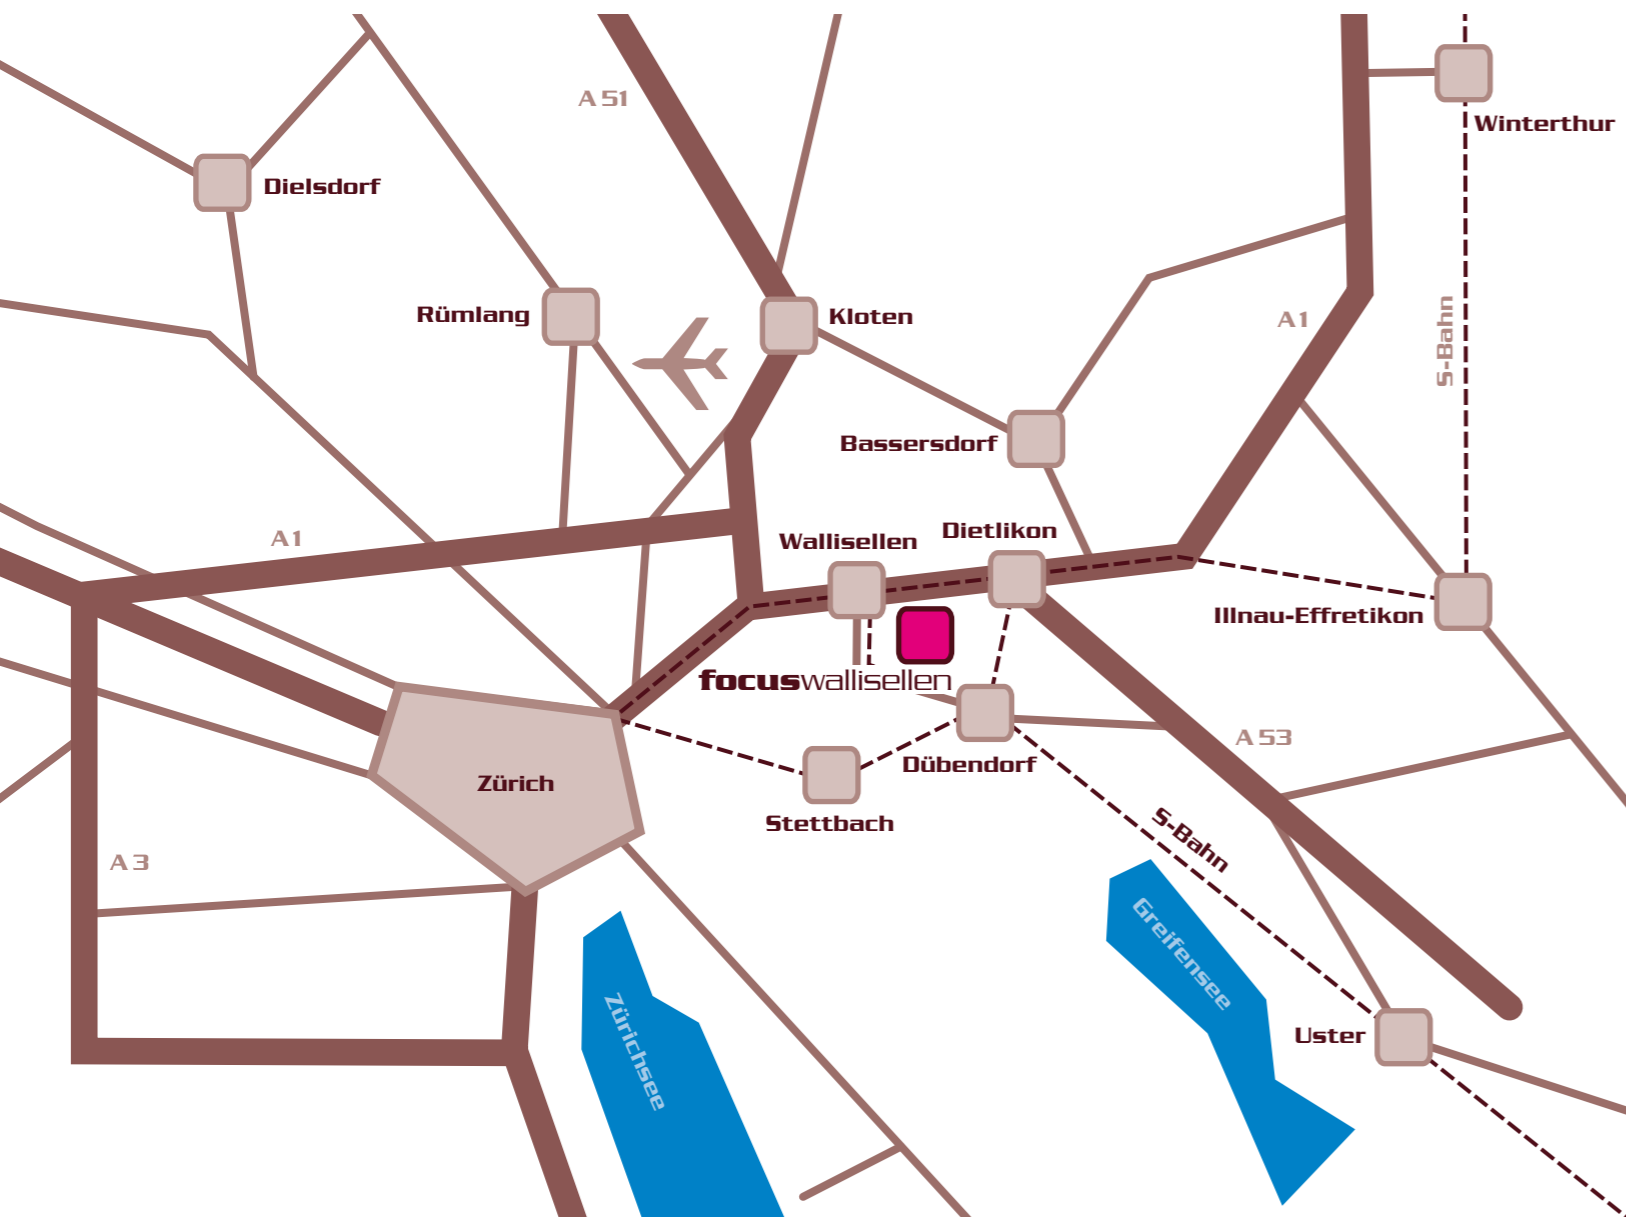 A 51
Winterthur
Dielsdorf
Rümlang
Kloten
A 1
S-Bahn
Bassersdorf
A 1
Wallisellen
Dietlikon
Illnau-Effretikon
focuswallisellen
A 53
Dübendorf
Zürich
Stettbach
S-Bahn
A 3
Greifensee
Zürichsee
Uster